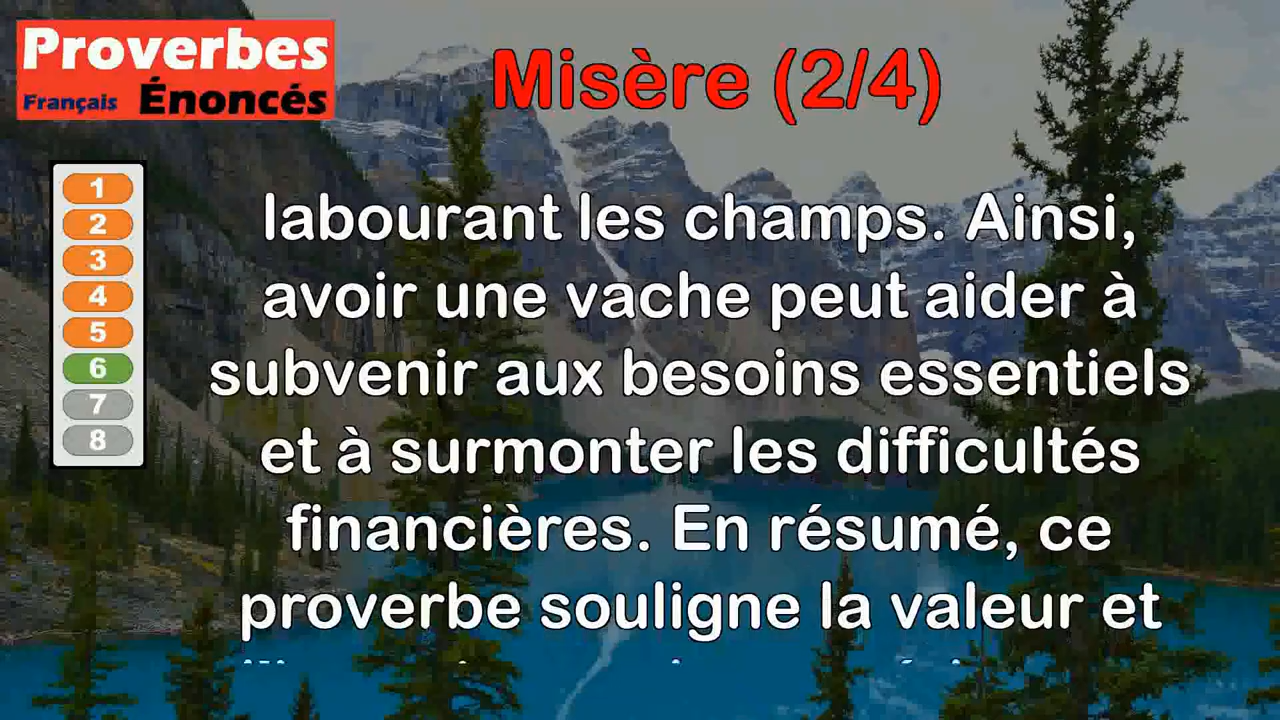 Proverbes
Français Énoncés
Misère (2/4)
1
2
3
4
5
6
7
8
labourant les champs. Ainsi,
avoir une vache peut aider à
subvenir aux besoins essentiels
et à surmonter les difficultés
financières. En résumé, ce
proverbe souligne la valeur et